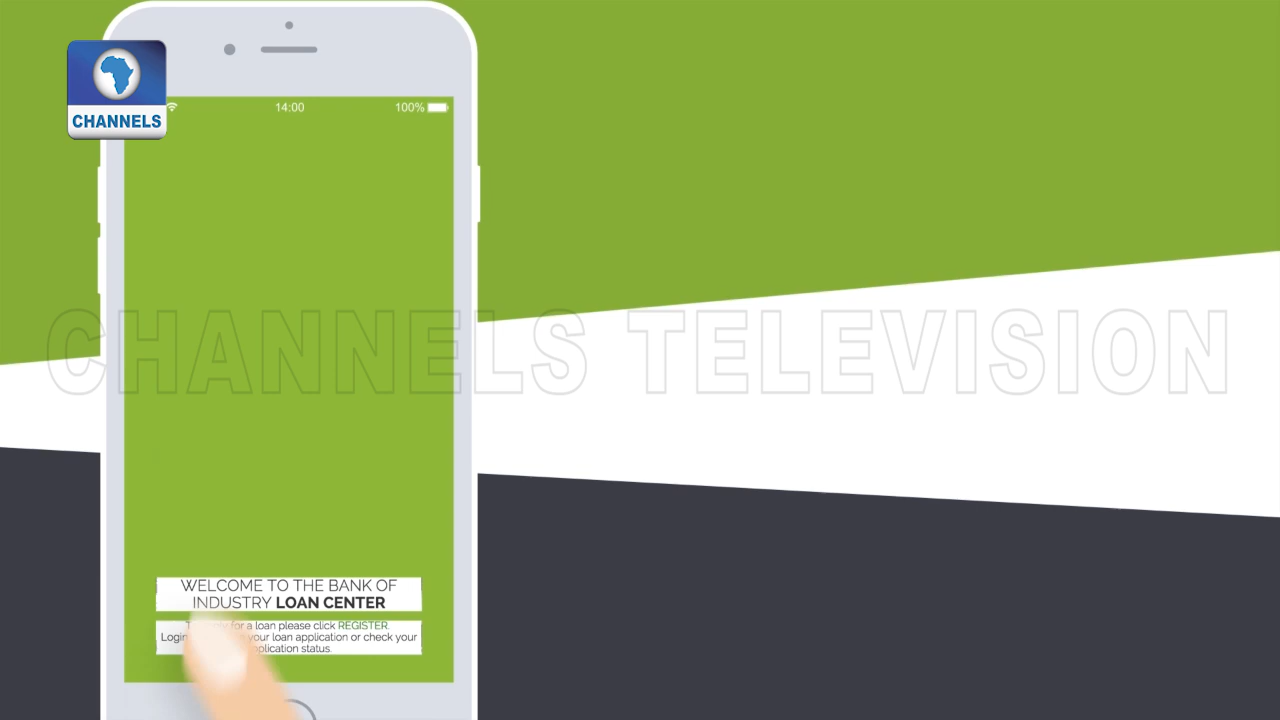 CHANNELS
14:00
100%
CHANNELS TELEVISION
WELCOME TO THE BANK OF
INDUSTRY LOAN CENTER
for a loan please click REGISTER.
Login your loan application or check your
status.